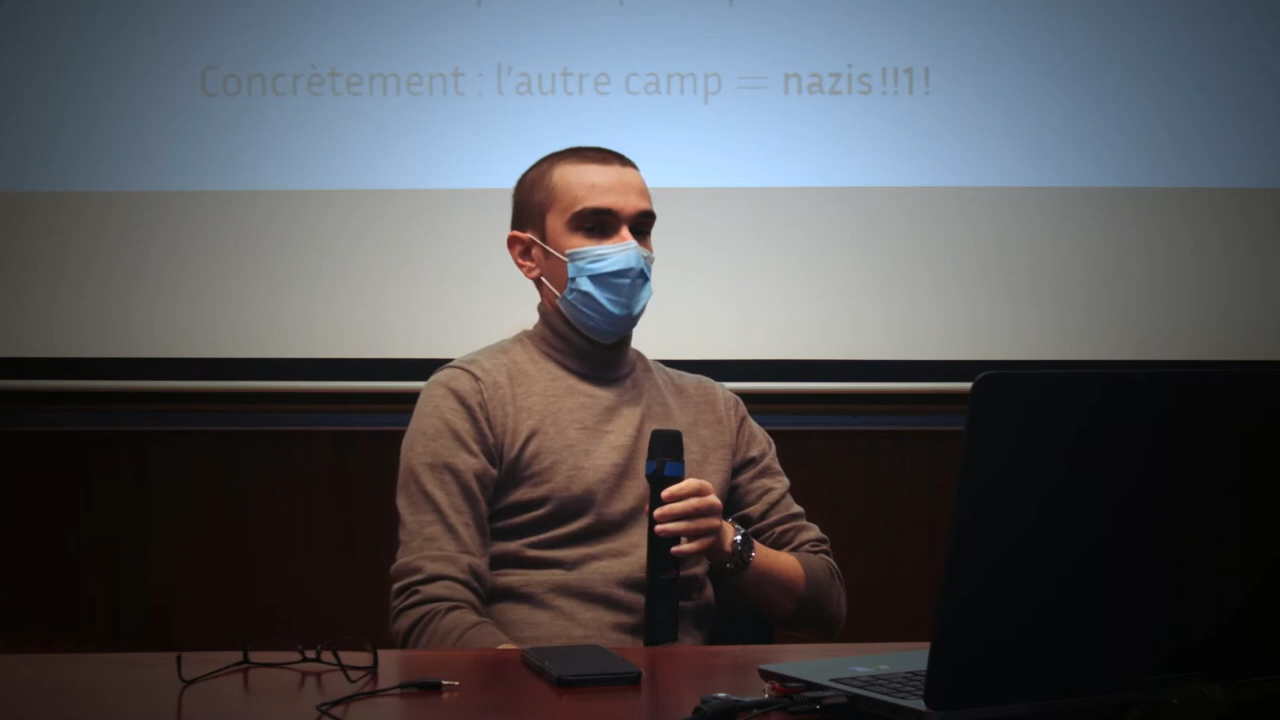 Concrètement : l'autre camp = nazis !!1 !